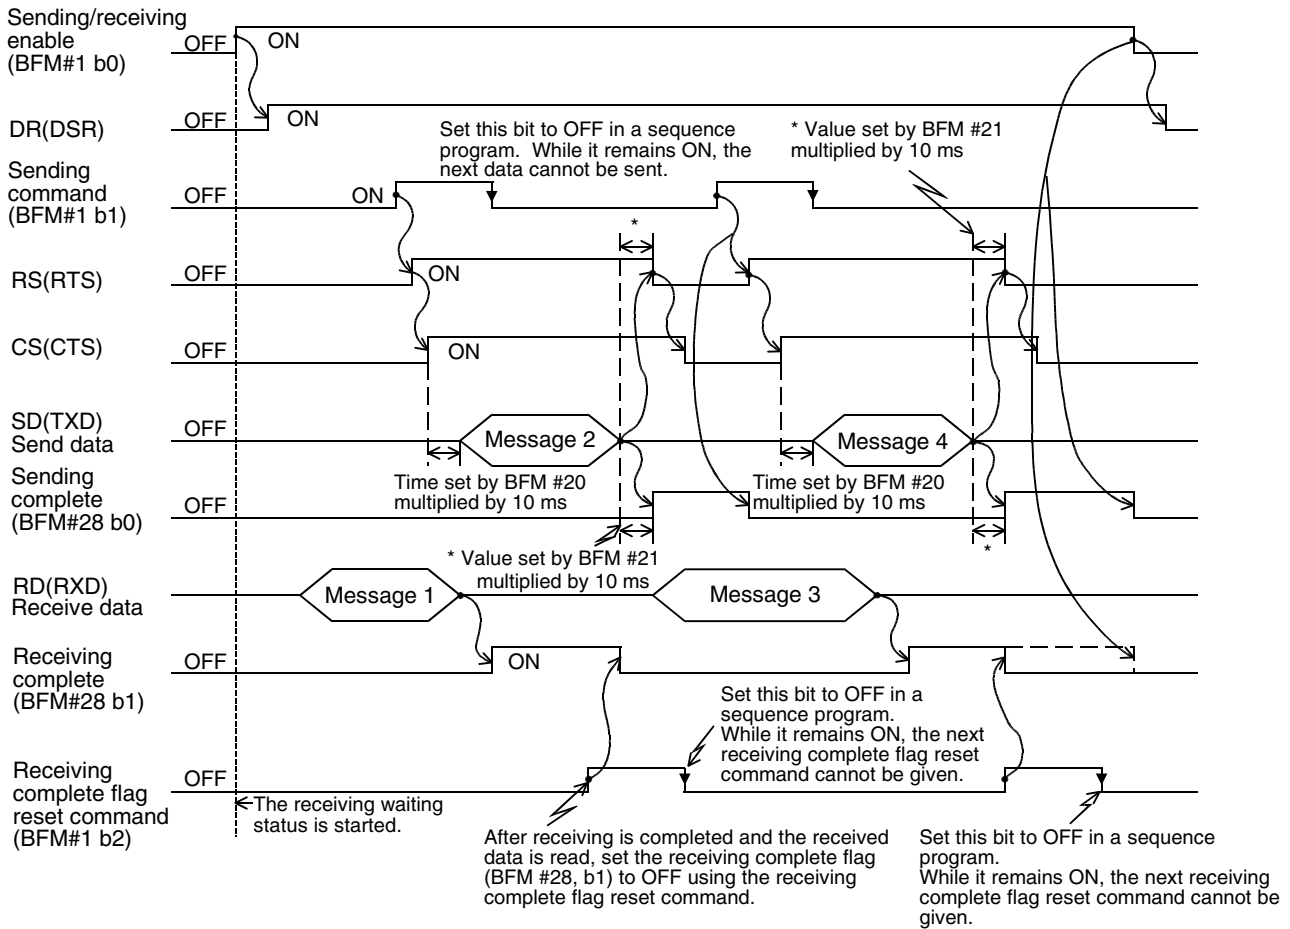 Sending/receiving
enable
(BFM#1 b0)
OFF
ON
DR(DSR)
OFF
ON
Set this bit to OFF in a sequence
program. While it remains ON, the
next data cannot be sent.
* Value set by BFM #21
multiplied by 10 ms
Sending
command
(BFM#1 b1)
OFF
ON
*
RS(RTS)
OFF
ON
CS(CTS)
OFF
ON
SD(TXD)
Send data
OFF
Message 2
Message 4
Time set by BFM #20
multiplied by 10 ms
Time set by BFM #20
multiplied by 10 ms
Sending
complete
(BFM#28 b0)
OFF
*
* Value set by BFM #21
multiplied by 10 ms
RD(RXD)
Receive data
Message 1
Message 3
Receiving
complete
(BFM#28 b1)
OFF
ON
Set this bit to OFF in a
sequence program.
While it remains ON, the next
receiving complete flag reset
command cannot be given.
Receiving
complete flag
reset command
(BFM#1 b2)
OFF
The receiving waiting
status is started.
After receiving is completed and the received
data is read, set the receiving complete flag
(BFM #28, b1) to OFF using the receiving
complete flag reset command.
Set this bit to OFF in a sequence
program.
While it remains ON, the next receiving
complete flag reset command cannot be
given.